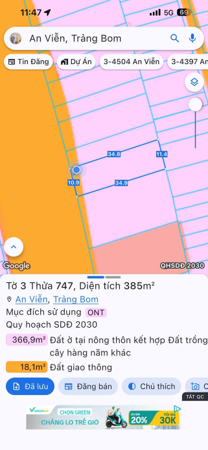 11:47
5G 63
An Viễn, Trảng Bom
Tin Đăng
Dự Án
3-4504 An Viễn
3-4397 An
34.8
11.6
10.9
34.9
Google
QHSDĐ 2030
Tờ 3 Thửa 747, Diện tích 385m²
An Viễn, Trảng Bom
Mục đích sử dụng ONT
Quy hoạch SDĐ 2030
366,9m² Đất ở tại nông thôn kết hợp Đất trồng
cây hàng năm khác
18,1m² Đất giao thông
Đã lưu
Đăng bán
Chú thích
TẮT QC
CHỌN GREEN
CHẲNG LO TRỄ GIỜ
20%
30K